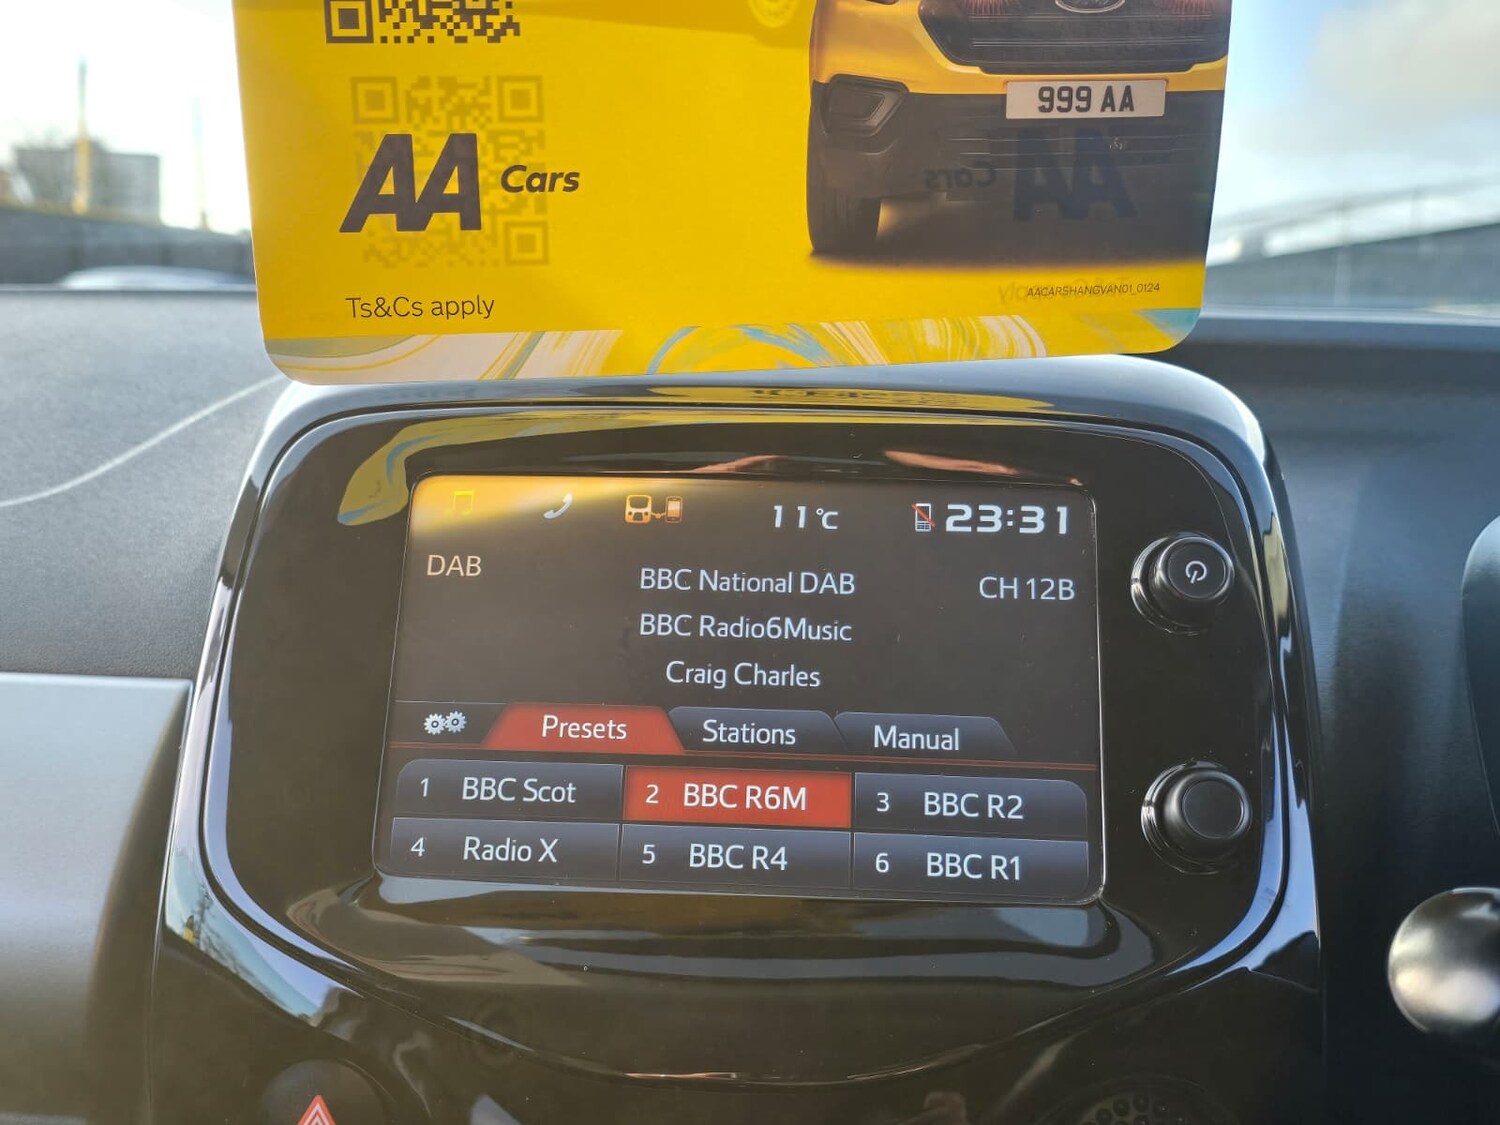 999 AA
AA Cars
Ts&Cs apply
AACARSHANGVAN01_0124
11°C
23:31
DAB
BBC National DAB
CH 12B
BBC Radio6Music
Craig Charles
Presets
Stations
Manual
1 BBC Scot
2 BBC R6M
3 BBC R2
4 Radio X
5 BBC R4
6 BBC R1